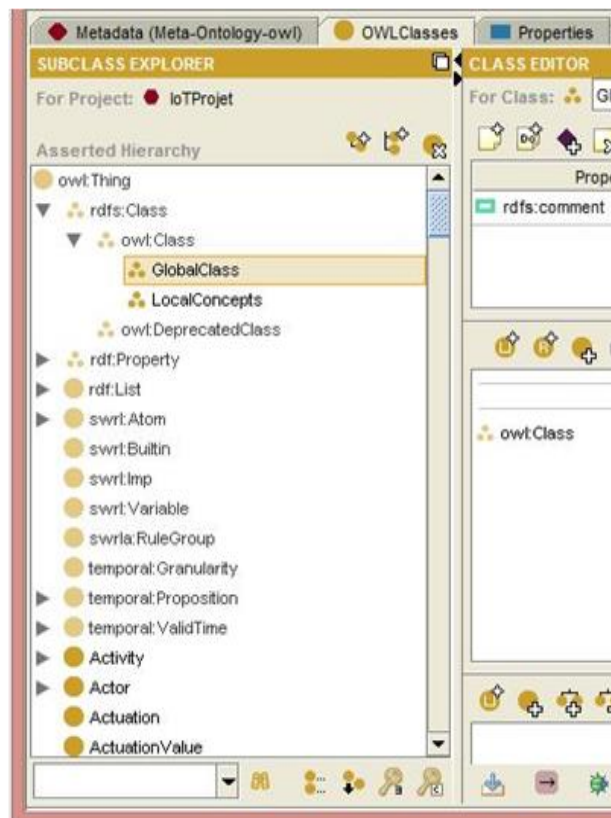 Metadata (Meta-Ontology-owl)
OWLClasses
Properties
SUBCLASS EXPLORER
For Project: IoTProjet
Asserted Hierarchy
owl:Thing
rdfs:Class
owl:Class
GlobalClass
LocalConcepts
owl:DeprecatedClass
rdf:Property
rdf:List
swrl:Atom
swrl:Builtin
swrl:Imp
swrl:Variable
swrla:RuleGroup
temporal:Granularity
temporal:Proposition
temporal:ValidTime
Activity
Actor
Actuation
ActuationValue
CLASS EDITOR
For Class: Gl
Prope
rdfs:comment
owl:Class